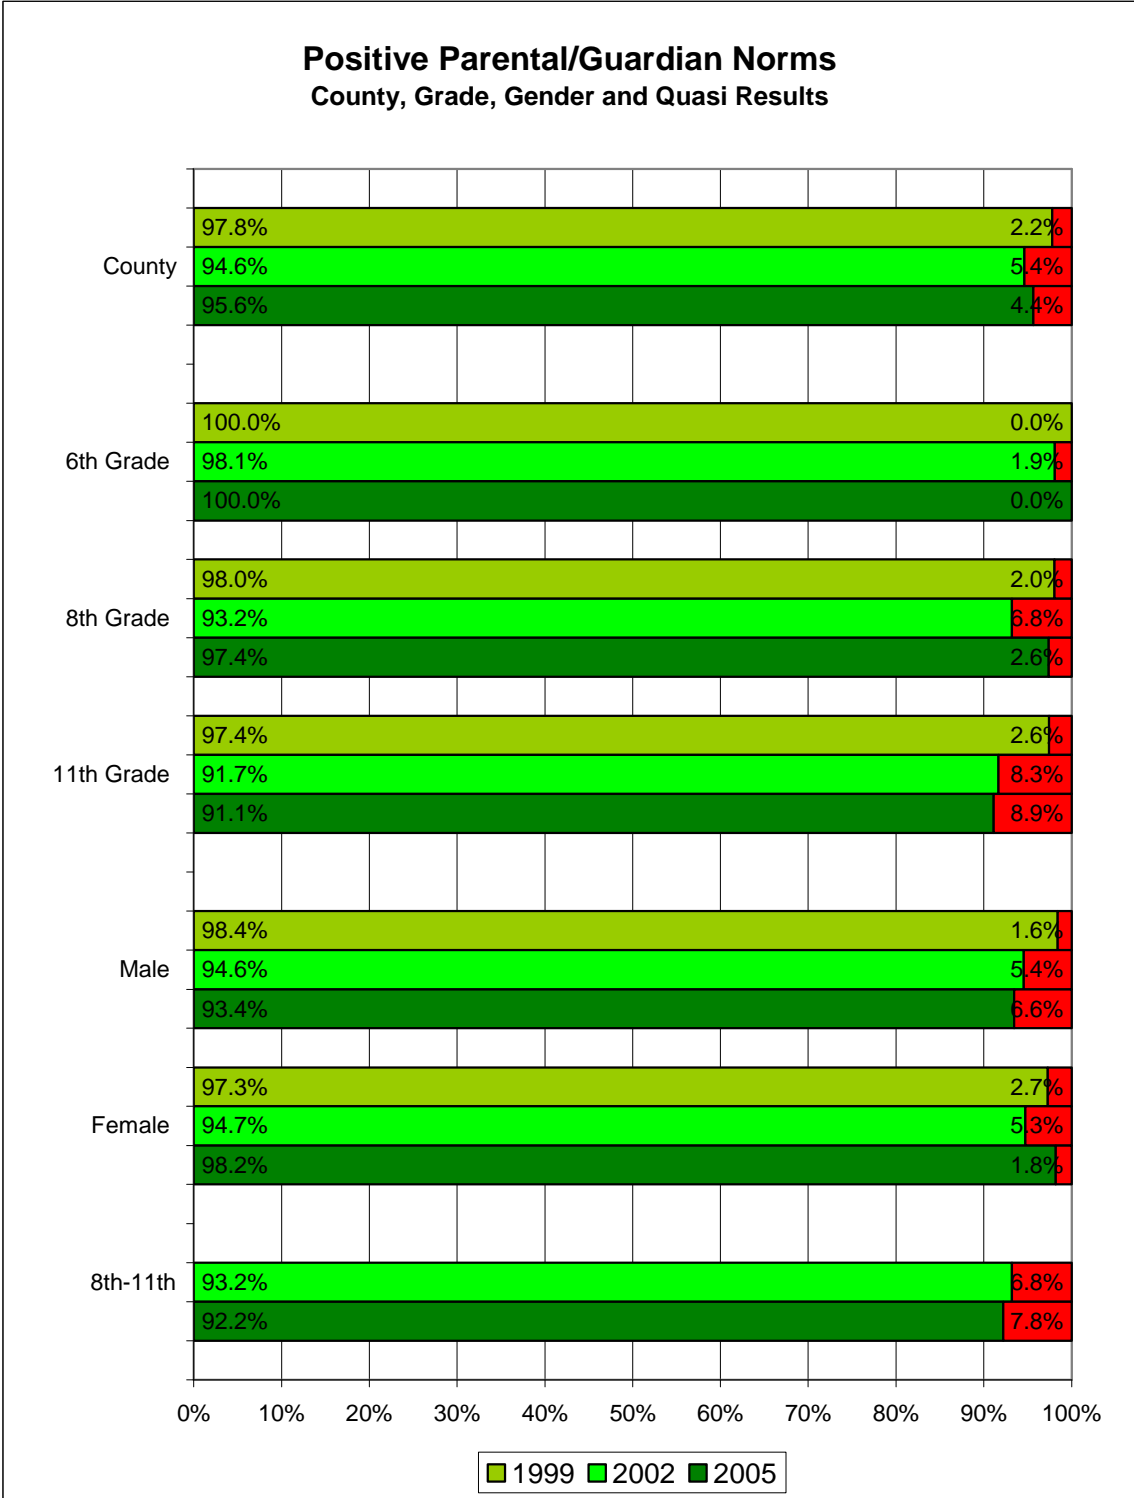 Positive Parental/Guardian Norms
County, Grade, Gender and Quasi Results
97.8% 2.2%
County 94.6% 5.4%
95.6% 4.4%
100.0% 0.0%
6th Grade 98.1% 1.9%
100.0% 0.0%
98.0% 2.0%
8th Grade 93.2% 6.8%
97.4% 2.6%
97.4% 2.6%
11th Grade 91.7% 8.3%
91.1% 8.9%
98.4% 1.6%
Male 94.6% 5.4%
93.4% 6.6%
97.3% 2.7%
Female 94.7% 5.3%
98.2% 1.8%
8th-11th 93.2% 6.8%
92.2% 7.8%
0% 10% 20% 30% 40% 50% 60% 70% 80% 90% 100%
1999 2002 2005